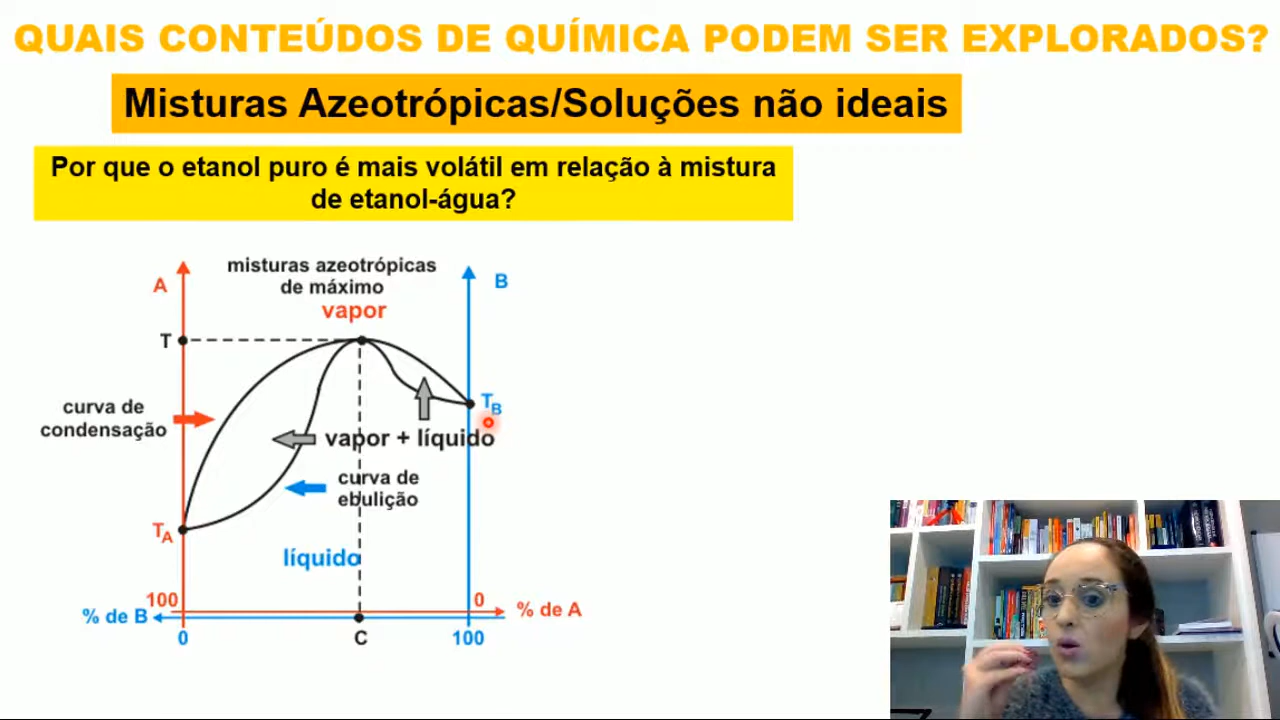 QUAIS CONTEÚDOS DE QUÍMICA PODEM SER EXPLORADOS?
Misturas Azeotrópicas/Soluções não ideais
Por que o etanol puro é mais volátil em relação à mistura
de etanol-água?
misturas azeotrópicas
de máximo
vapor
A
B
T
T_B
curva de
condensação
vapor + líquido
curva de
ebulição
T_A
líquido
100
0
% de A
% de B
0
C
100